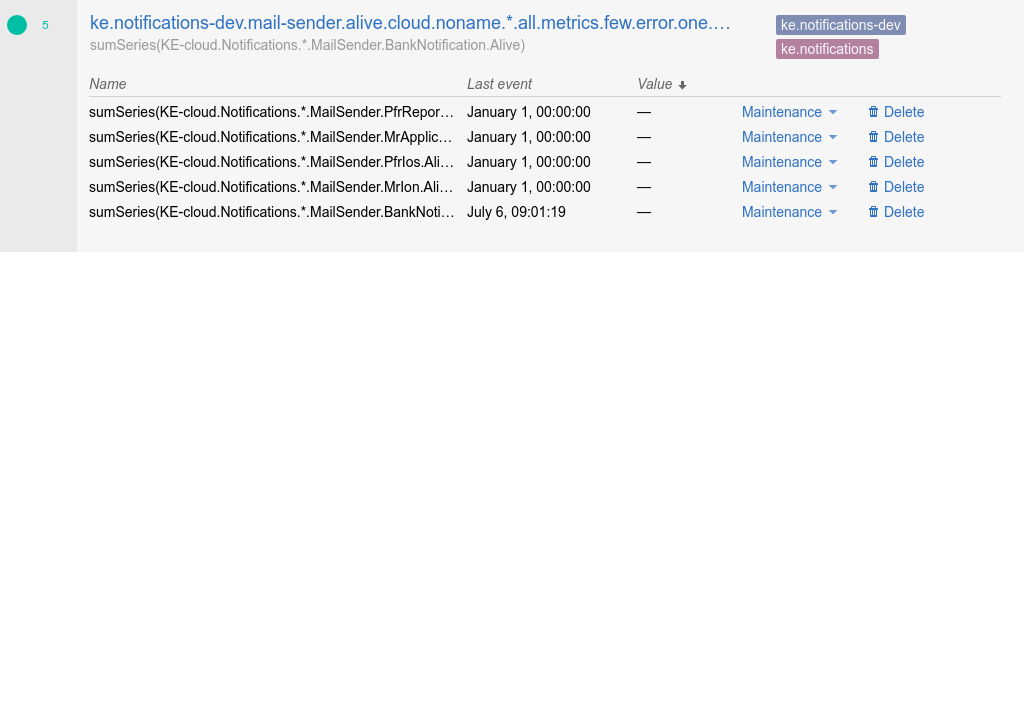 5
ke.notifications-dev.mail-sender.alive.cloud.noname.*.all.metrics.few.error.one.…
ke.notifications-dev
sumSeries(KE-cloud.Notifications.*.MailSender.BankNotification.Alive)
ke.notifications
Name Last event Value
sumSeries(KE-cloud.Notifications.*.MailSender.PfrRepor… January 1, 00:00:00 — Maintenance Delete
sumSeries(KE-cloud.Notifications.*.MailSender.MrApplic… January 1, 00:00:00 — Maintenance Delete
sumSeries(KE-cloud.Notifications.*.MailSender.PfrIos.Ali… January 1, 00:00:00 — Maintenance Delete
sumSeries(KE-cloud.Notifications.*.MailSender.MrIon.Ali… January 1, 00:00:00 — Maintenance Delete
sumSeries(KE-cloud.Notifications.*.MailSender.BankNoti… July 6, 09:01:19 — Maintenance Delete